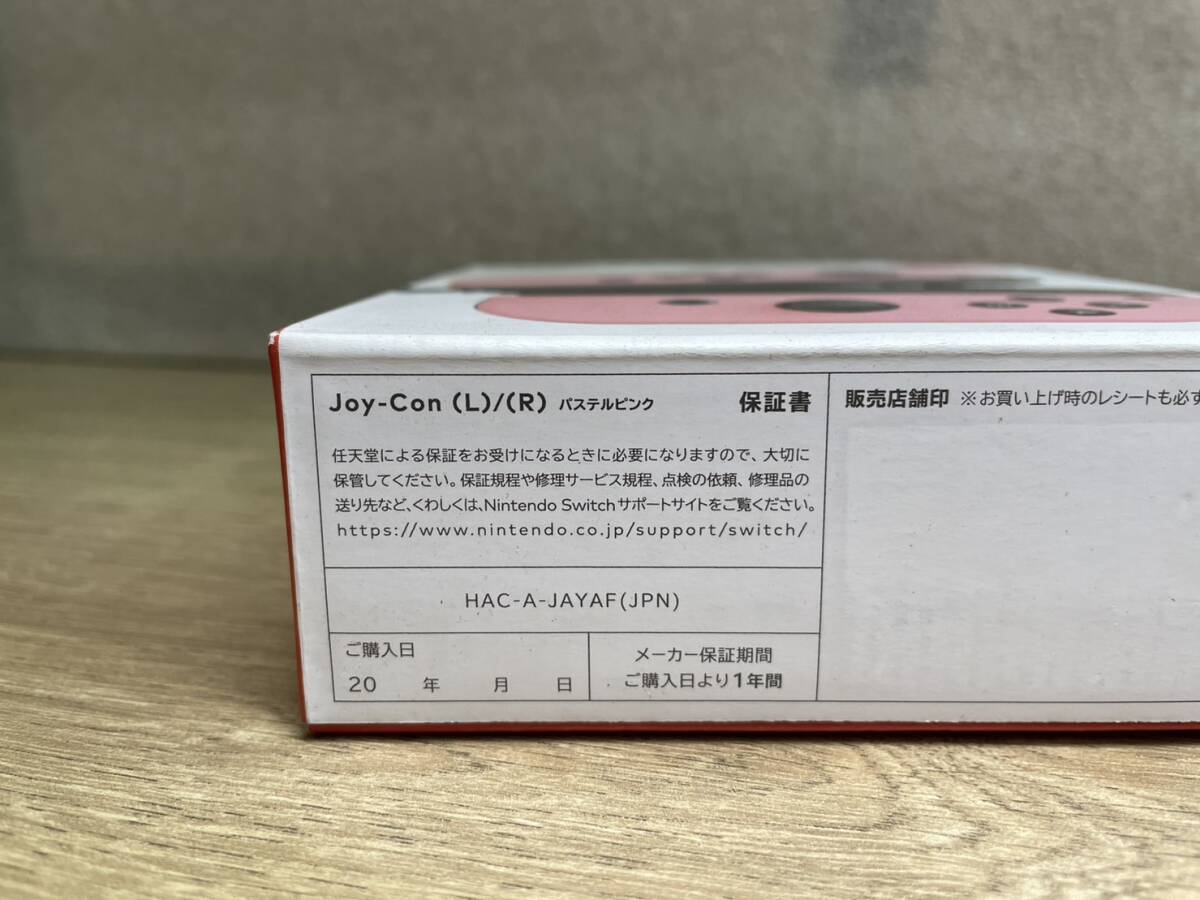 Joy-Con (L)/(R) パステルピンク 保証書
任天堂による保証をお受けになるときに必要になりますので、大切に
保管してください。保証規程や修理サービス規程、点検の依頼、修理品の
送り先など、くわしくは、Nintendo Switchサポートサイトをご覧ください。
https://www.nintendo.co.jp/support/switch/
HAC-A-JAYAF(JPN)
ご購入日
20 年 月 日
メーカー保証期間
ご購入日より1年間
販売店舗印 ※お買い上げ時のレシートも必ず